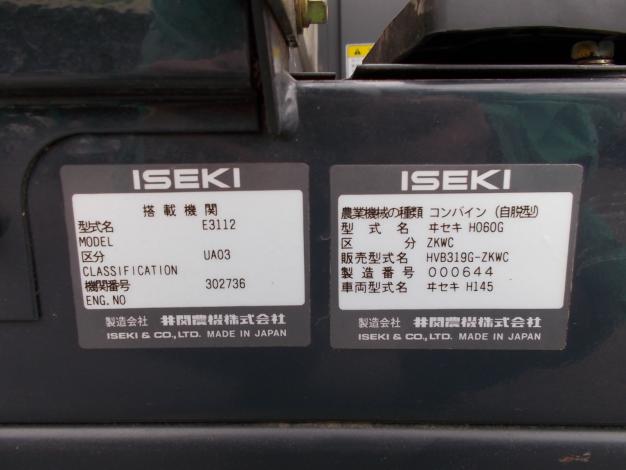 ISEKI
搭載機関
型式名 E3112
MODEL
区分 UA03
CLASSIFICATION
機関番号 302736
ENG.NO
製造会社 井関農機株式会社
ISEKI & CO.,LTD. MADE IN JAPAN
ISEKI
農業機械の種類 コンバイン (自脱型)
型式名 ヰセキ HO60G
区分 ZKWC
販売型式名 HVB319G-ZKWC
製造番号 000644
車両型式名 ヰセキ H145
製造会社 井関農機株式会社
ISEKI & CO.,LTD. MADE IN JAPAN